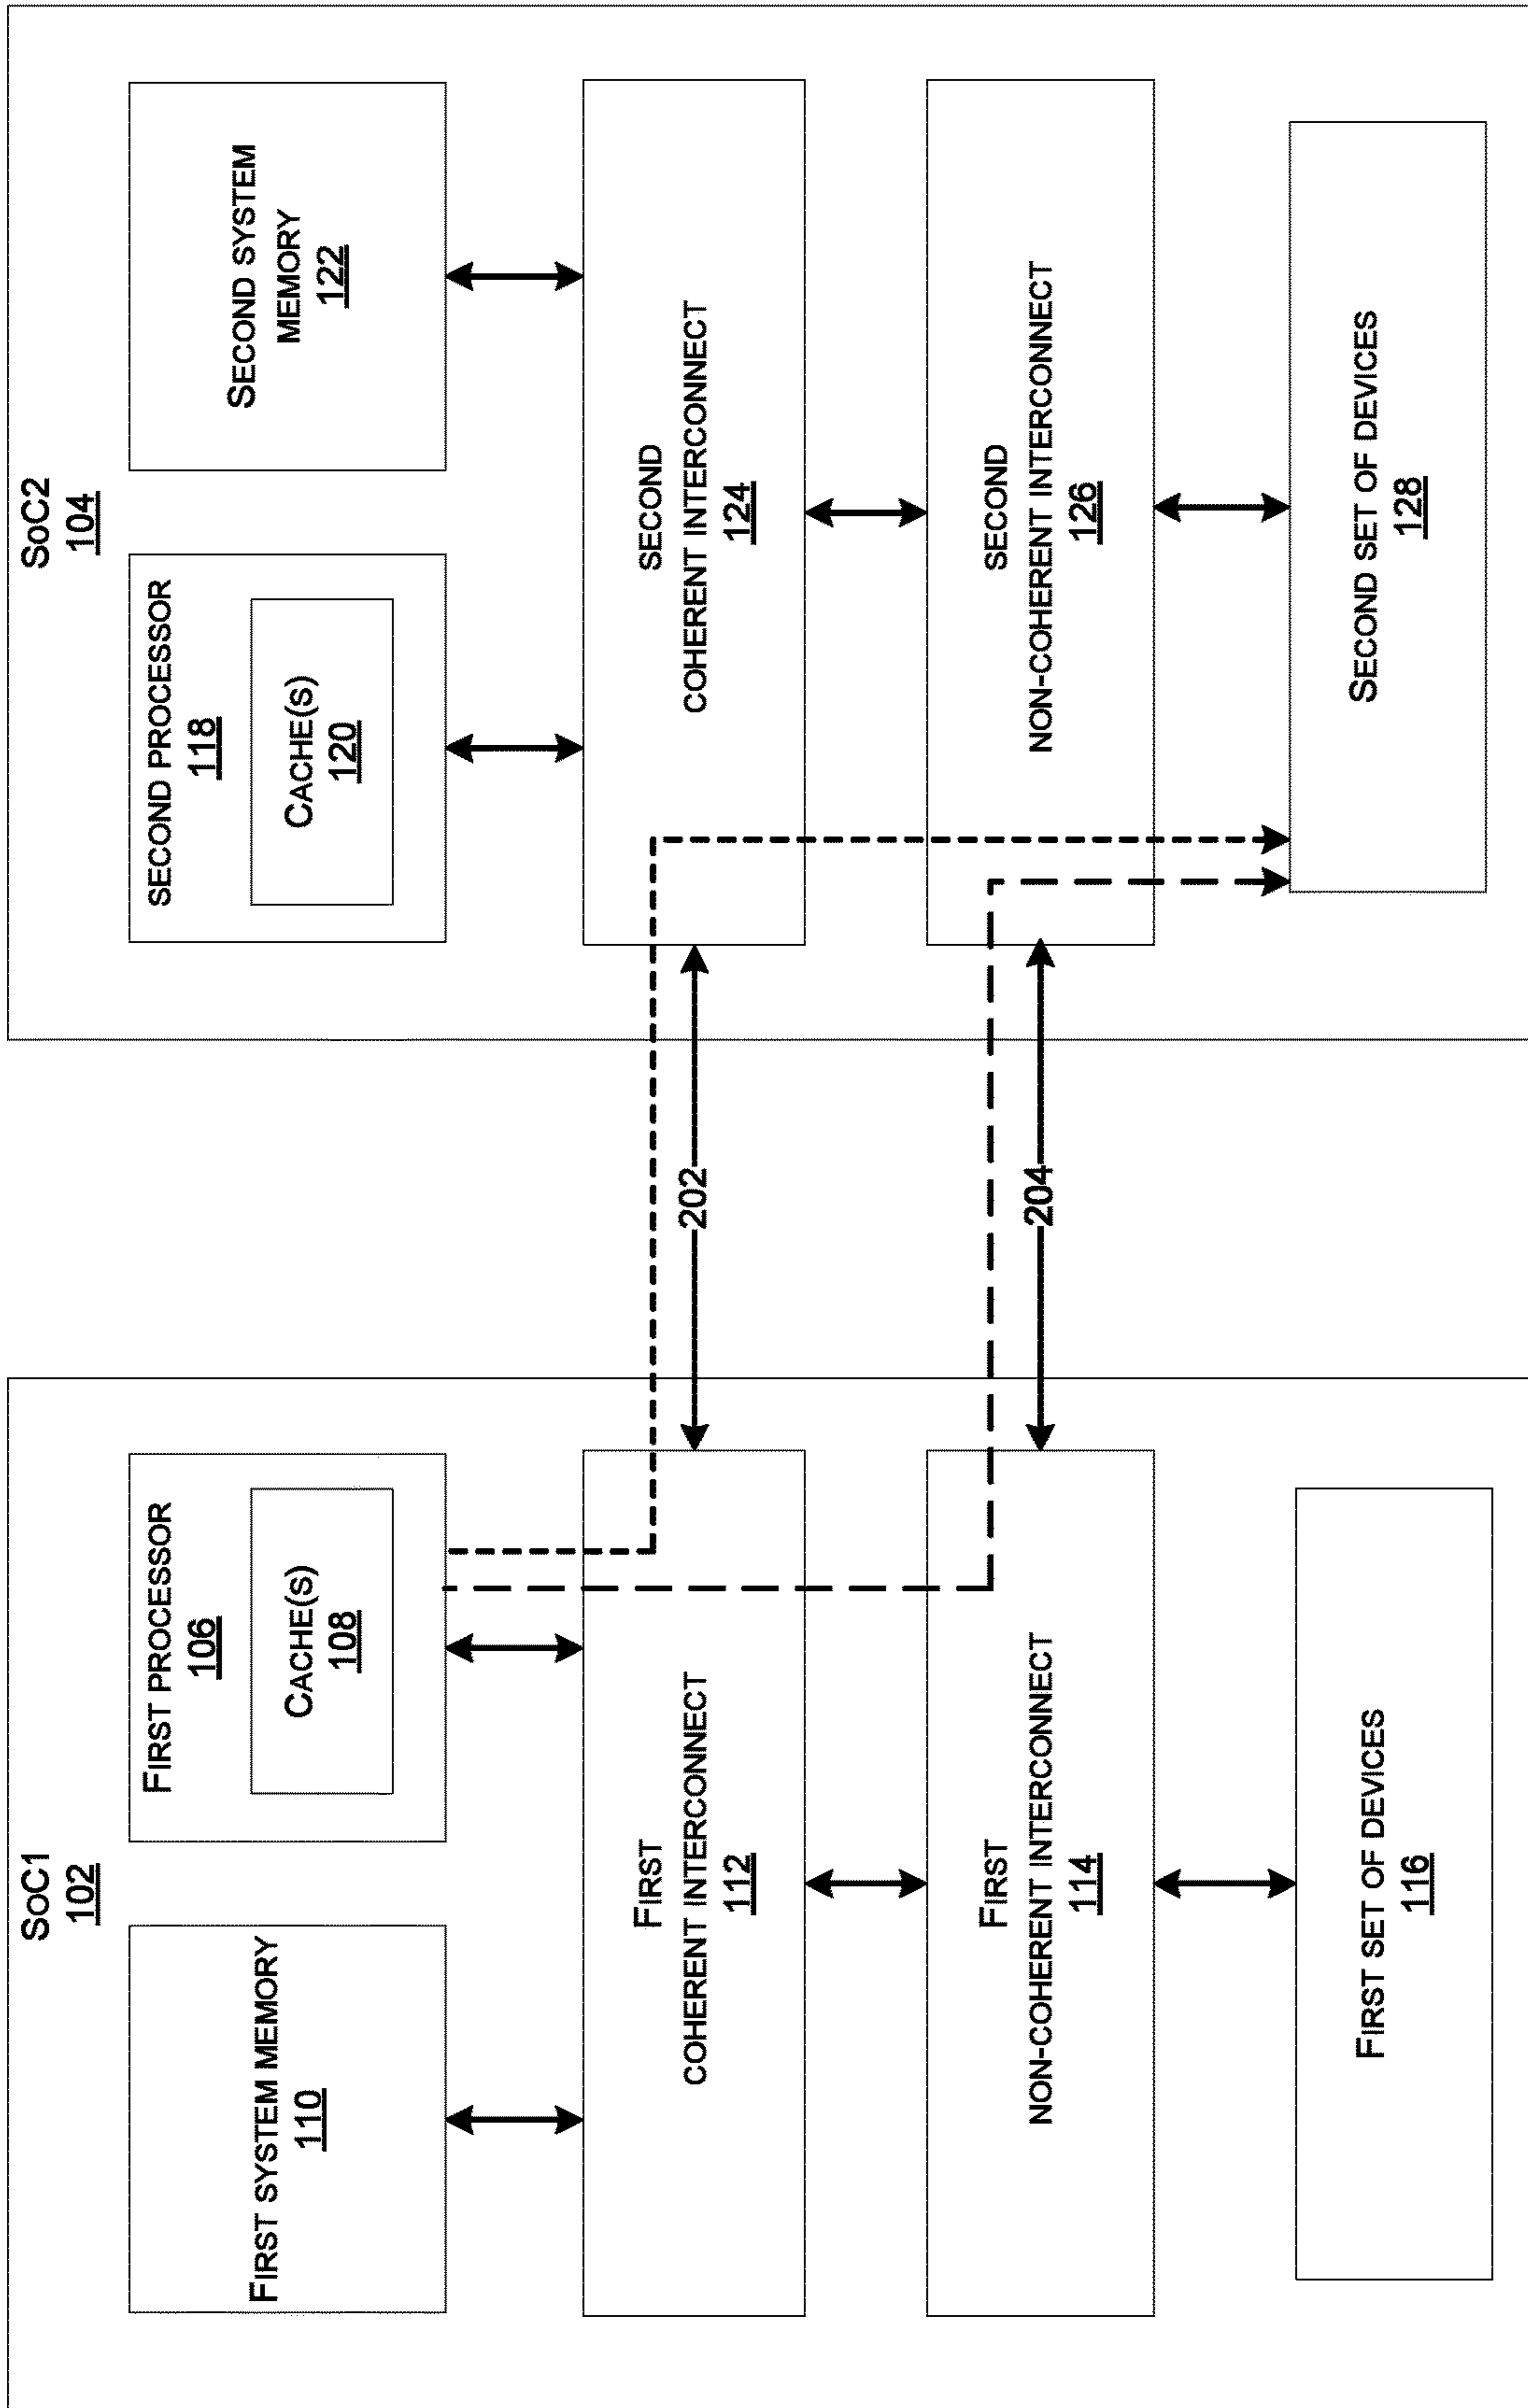 SoC1
102
First system memory
110
First processor
106
Cache(s)
108
First
coherent interconnect
112
First
non-coherent interconnect
114
First set of devices
116
202
204
SoC2
104
second processor
118
Cache(s)
120
Second system
memory
122
second
coherent interconnect
124
second
non-coherent interconnect
126
Second set of devices
128